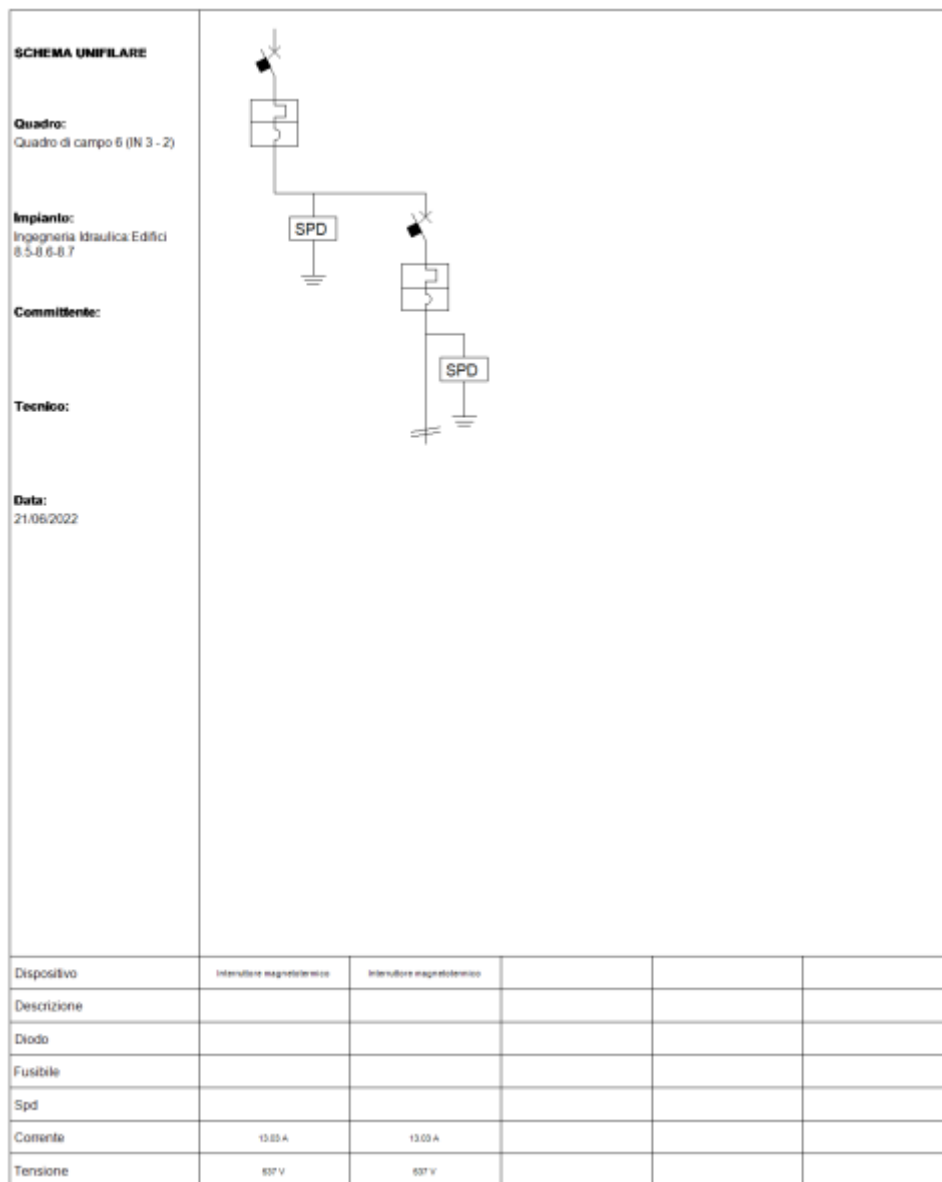 SCHEMA UNIFILARE
Quadro:
Quadro di campo 6 (IN 3 - 2)
Impianto:
Ingegneria Idraulica:Edifici
8.5-8.6-8.7
Committente:
Tecnico:
Data:
21/06/2022
SPD
SPD
Dispositivo Interruttore magnetotermico Interruttore magnetotermico
Descrizione
Diodo
Fusibile
Spd
Corrente 13.03 A 13.03 A
Tensione 637 V 637 V